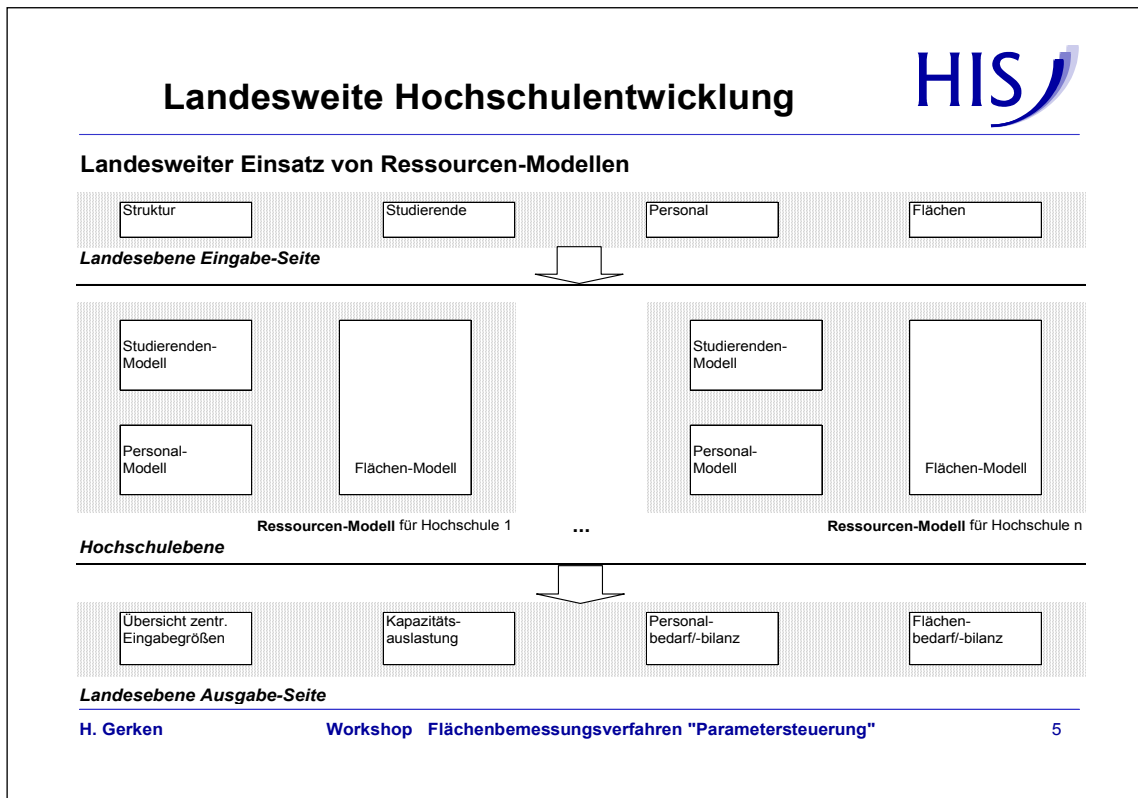 HIS
Landesweite Hochschulentwicklung
Landesweiter Einsatz von Ressourcen-Modellen
Struktur
Studierende
Personal
Flächen
Landesebene Eingabe-Seite
Studierenden-
Modell
Personal-
Modell
Flächen-Modell
Ressourcen-Modell für Hochschule 1
...
Studierenden-
Modell
Personal-
Modell
Flächen-Modell
Ressourcen-Modell für Hochschule n
Hochschulebene
Übersicht zentr.
Eingabegrößen
Kapazitäts-
auslastung
Personal-
bedarf/-bilanz
Flächen-
bedarf/-bilanz
Landesebene Ausgabe-Seite
H. Gerken Workshop Flächenbemessungsverfahren "Parametersteuerung" 5